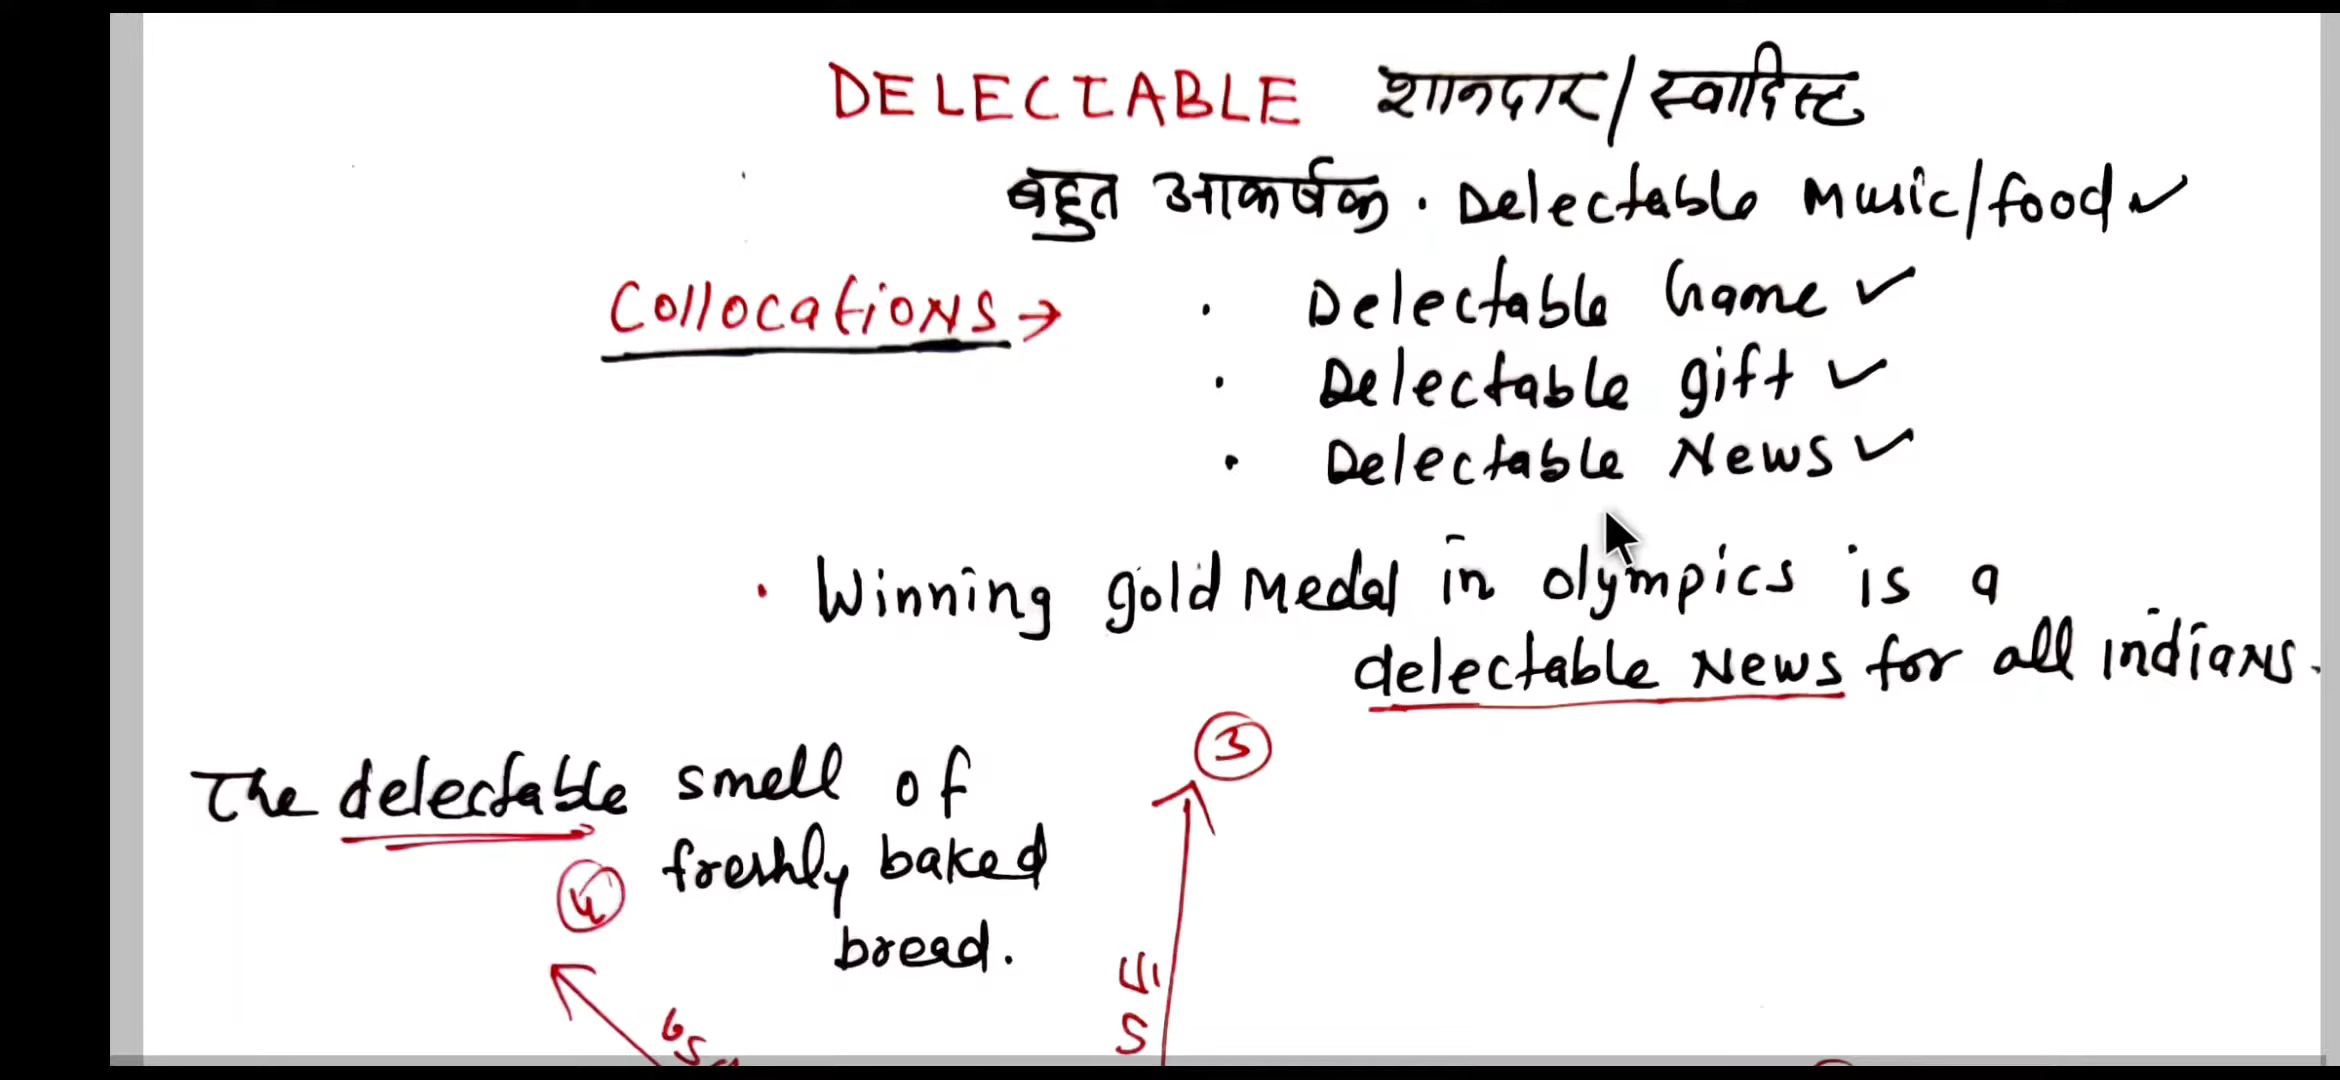 DELECTABLE शानदार/स्वादिस्ट
बहुत आकर्षक . Delectable Music/food ✓
Collocations →
. Delectable Game ✓
. Delectable gift ✓
. Delectable News ✓
. Winning gold Medal in olympics is a
delectable News for all indians.
③
The delectable smell of
freshly baked
bread.